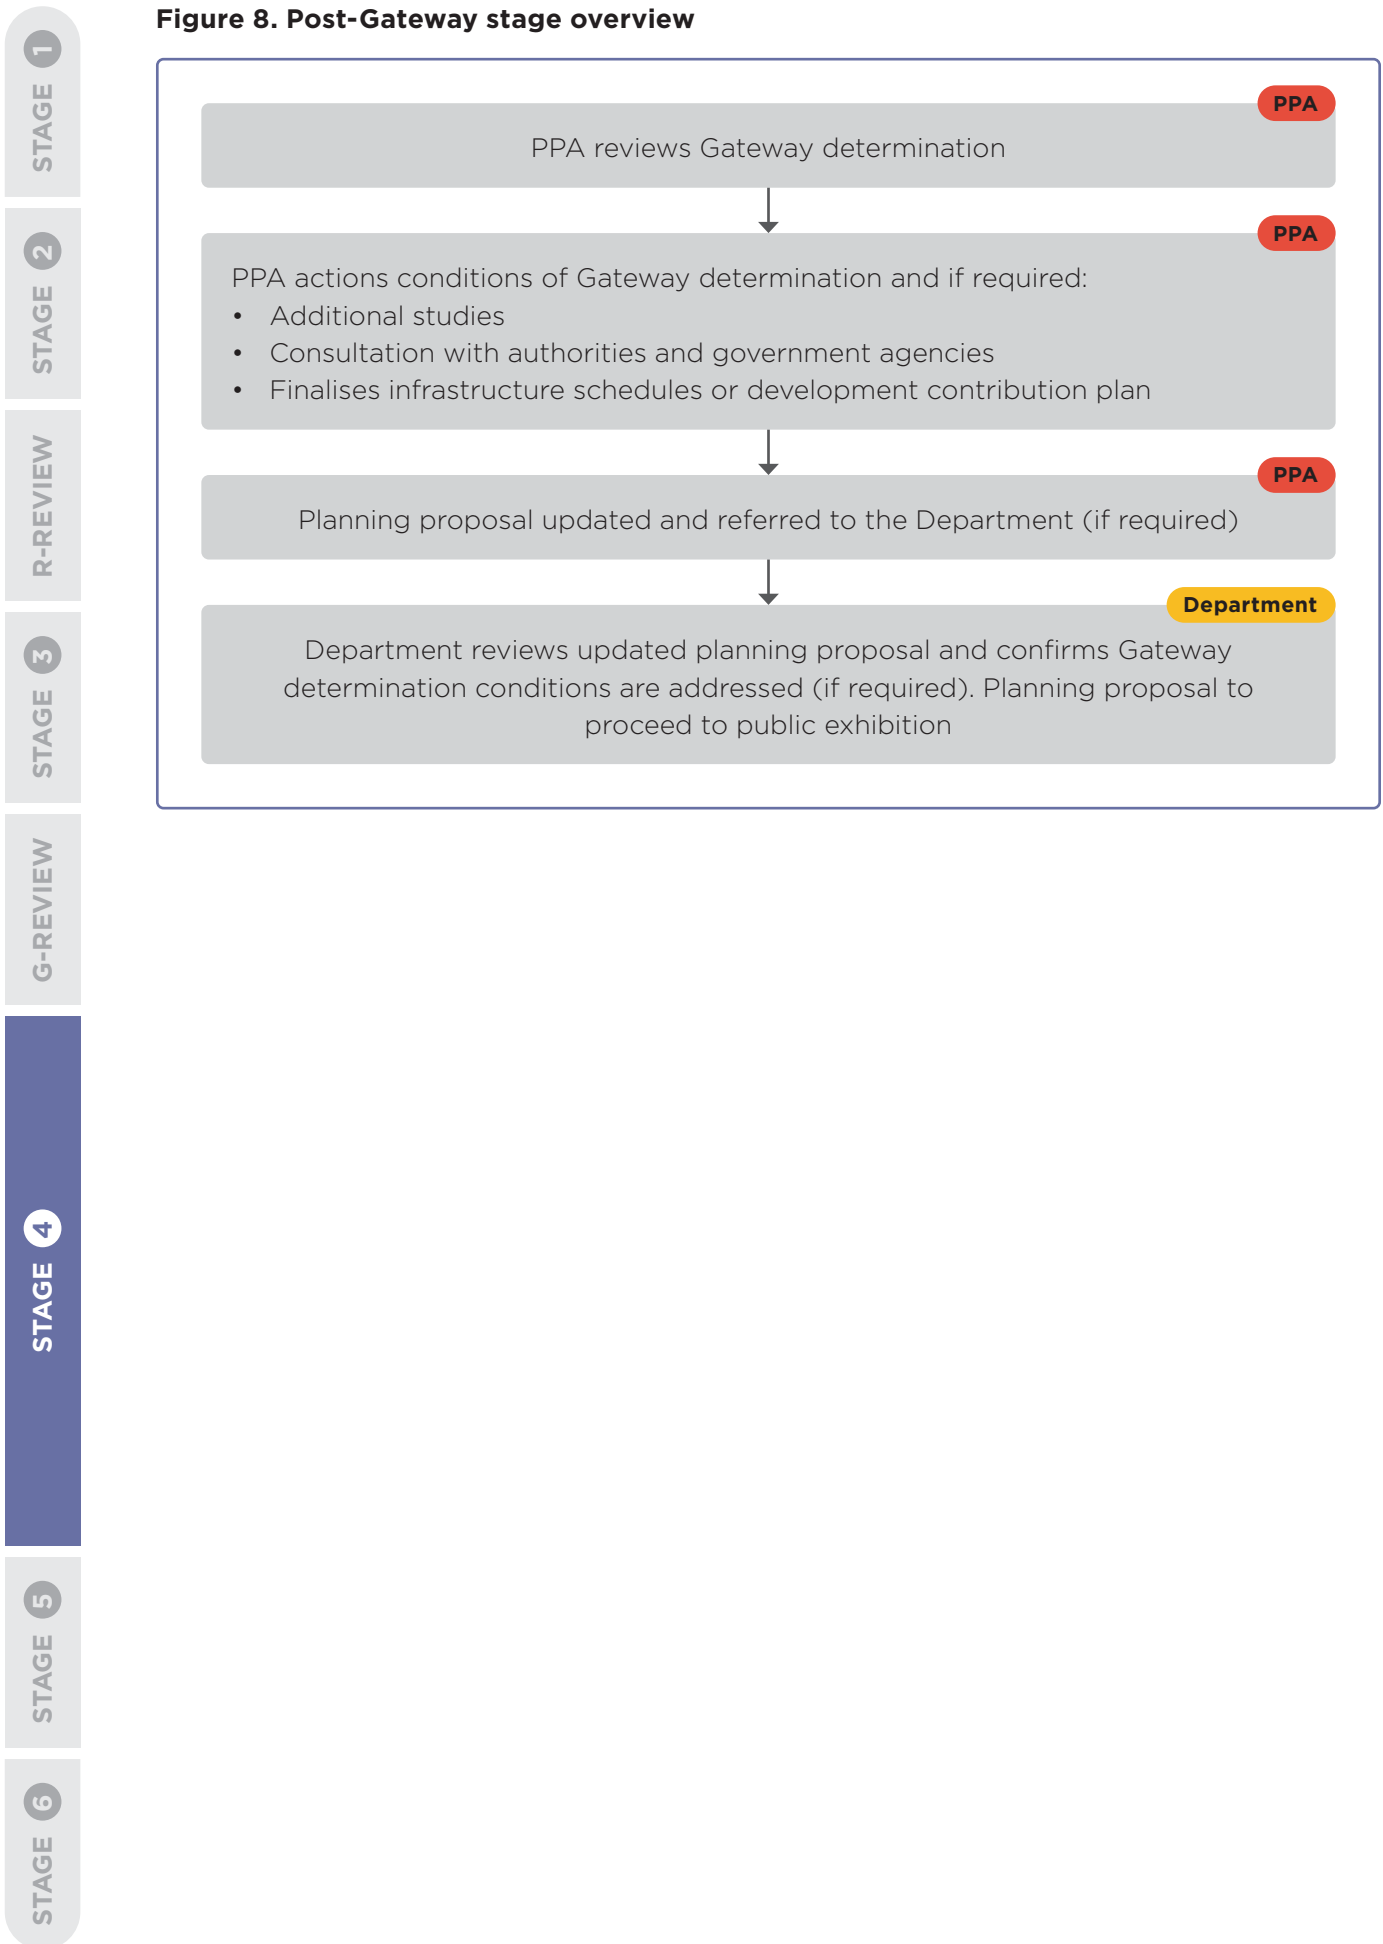 Figure 8. Post-Gateway stage overview
STAGE 1
STAGE 2
R-REVIEW
STAGE 3
G-REVIEW
STAGE 4
STAGE 5
STAGE 6
PPA
PPA reviews Gateway determination
PPA
PPA actions conditions of Gateway determination and if required:
• Additional studies
• Consultation with authorities and government agencies
• Finalises infrastructure schedules or development contribution plan
PPA
Planning proposal updated and referred to the Department (if required)
Department
Department reviews updated planning proposal and confirms Gateway
determination conditions are addressed (if required). Planning proposal to
proceed to public exhibition